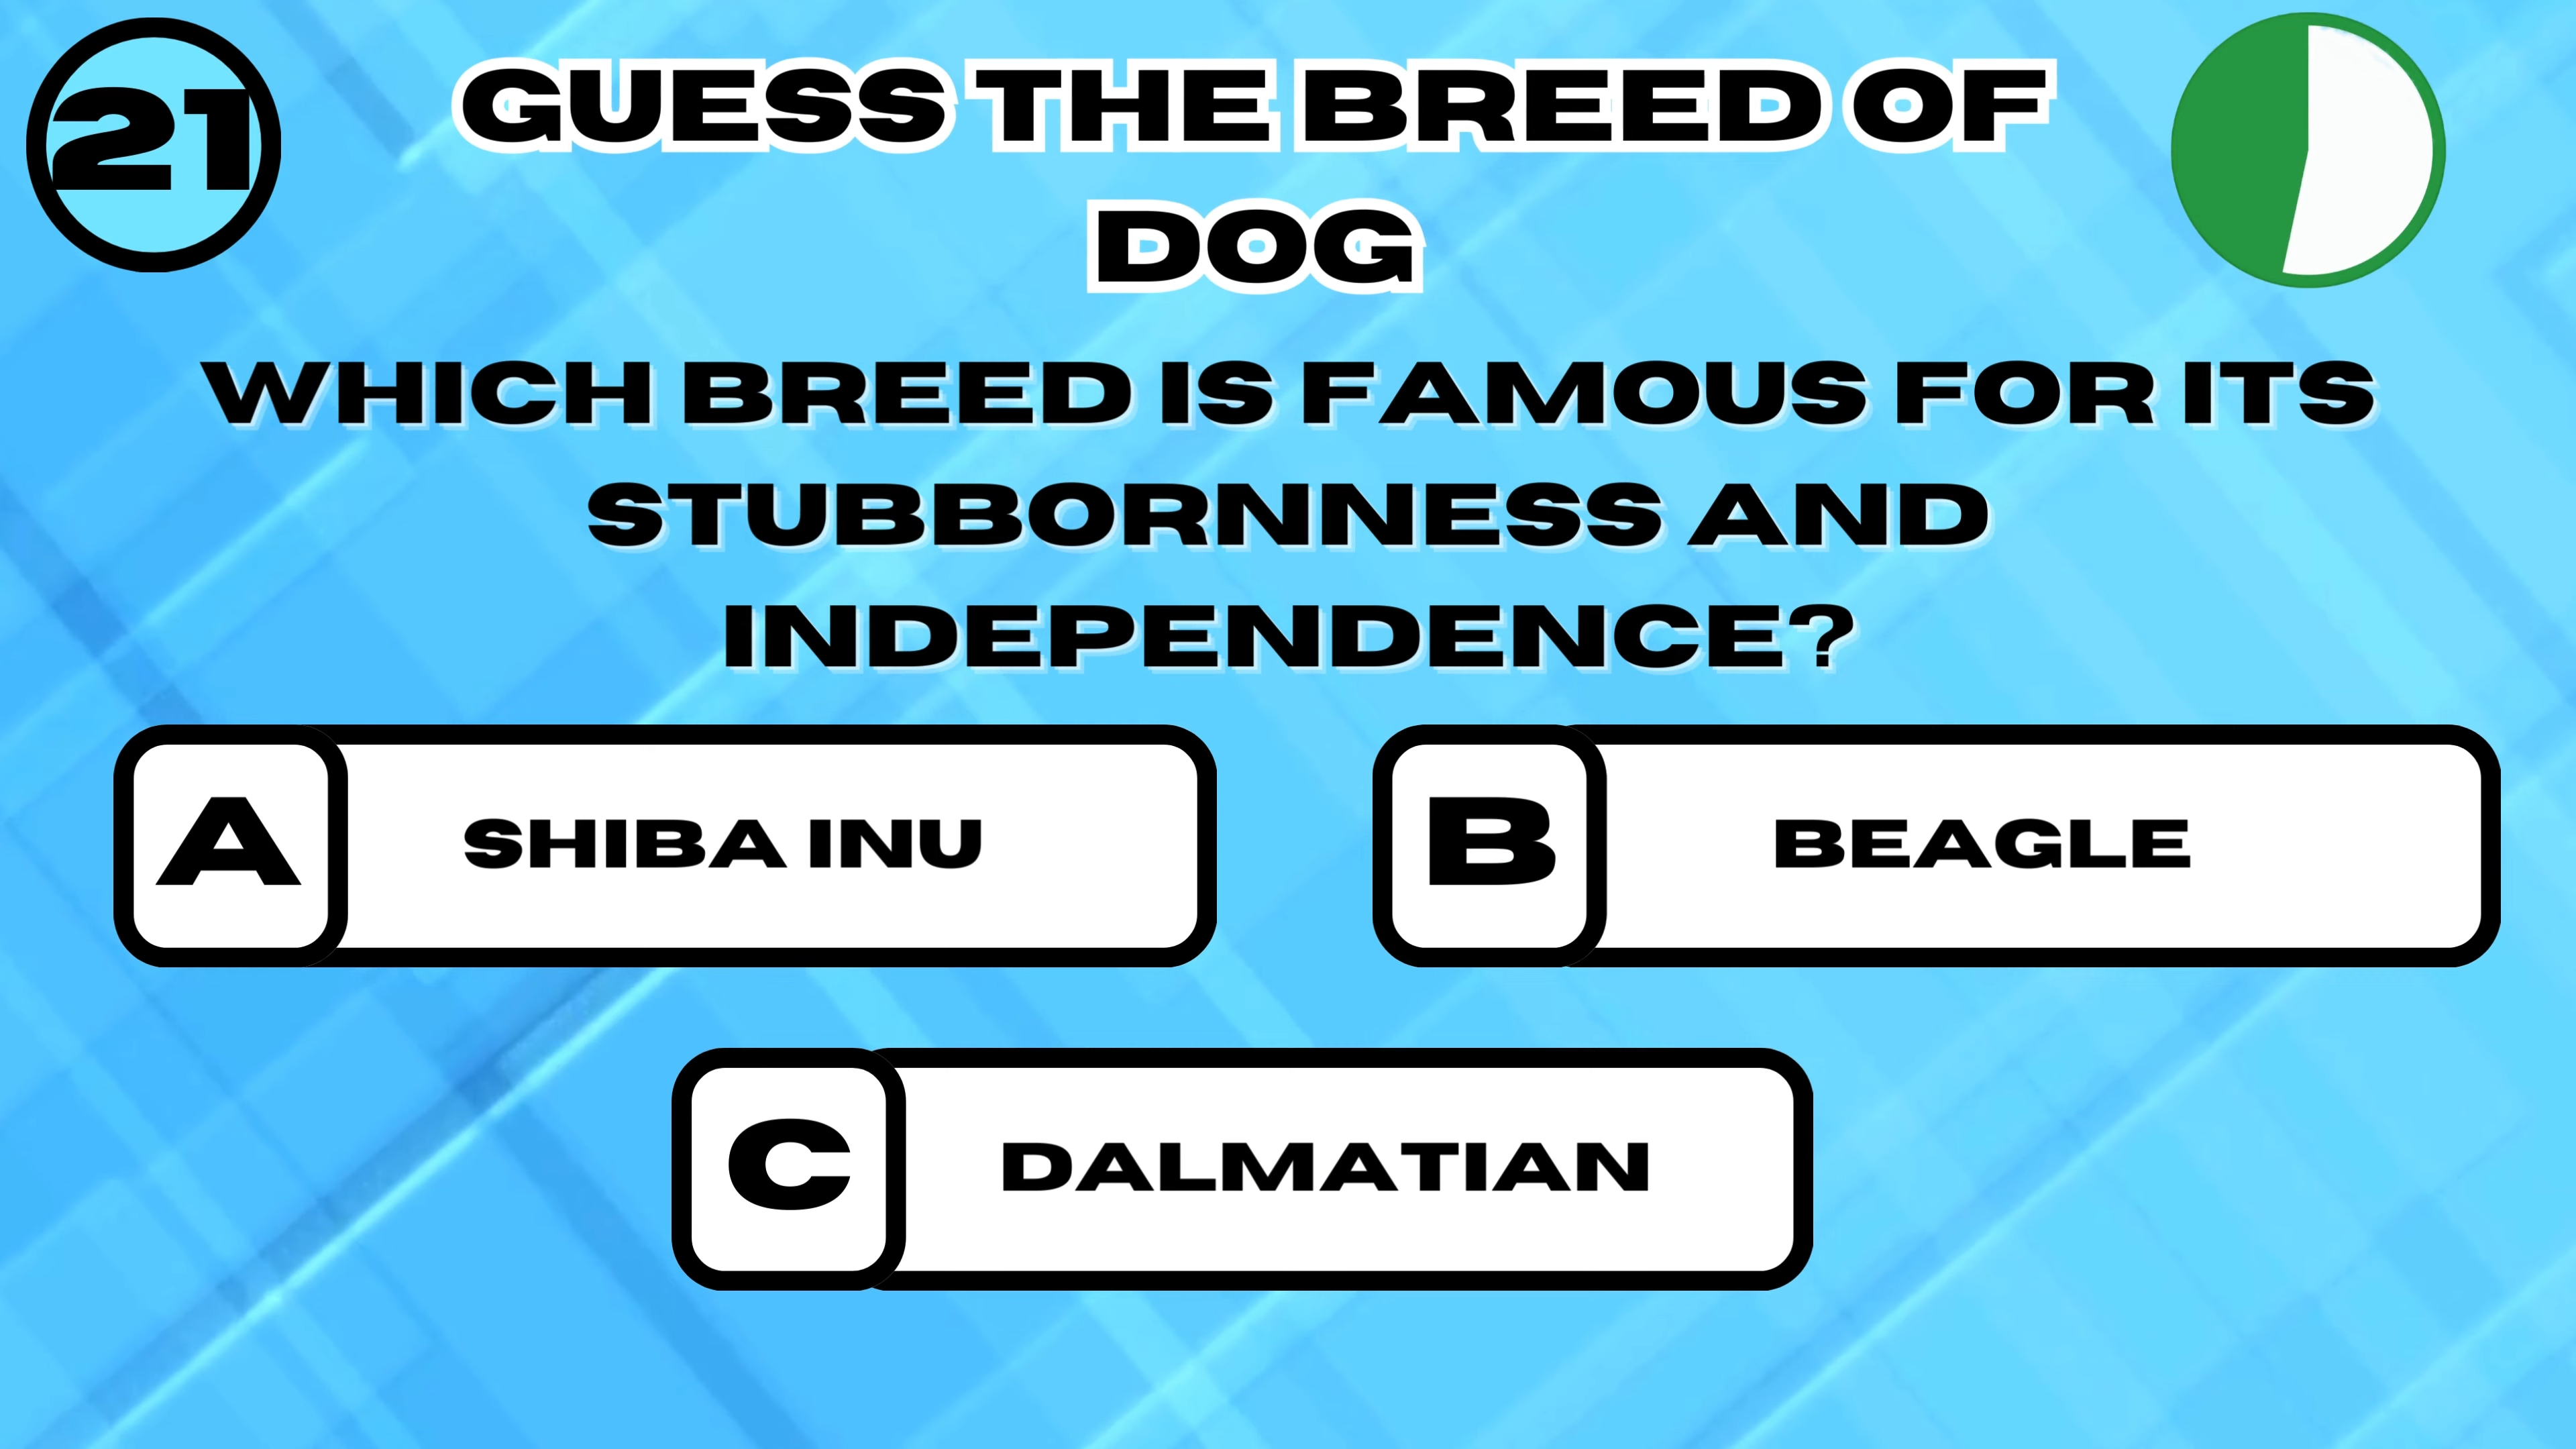 21
GUESS THE BREED OF
DOG
WHICH BREED IS FAMOUS FOR ITS
STUBBORNNESS AND
INDEPENDENCE?
A SHIBA INU
B BEAGLE
C DALMATIAN